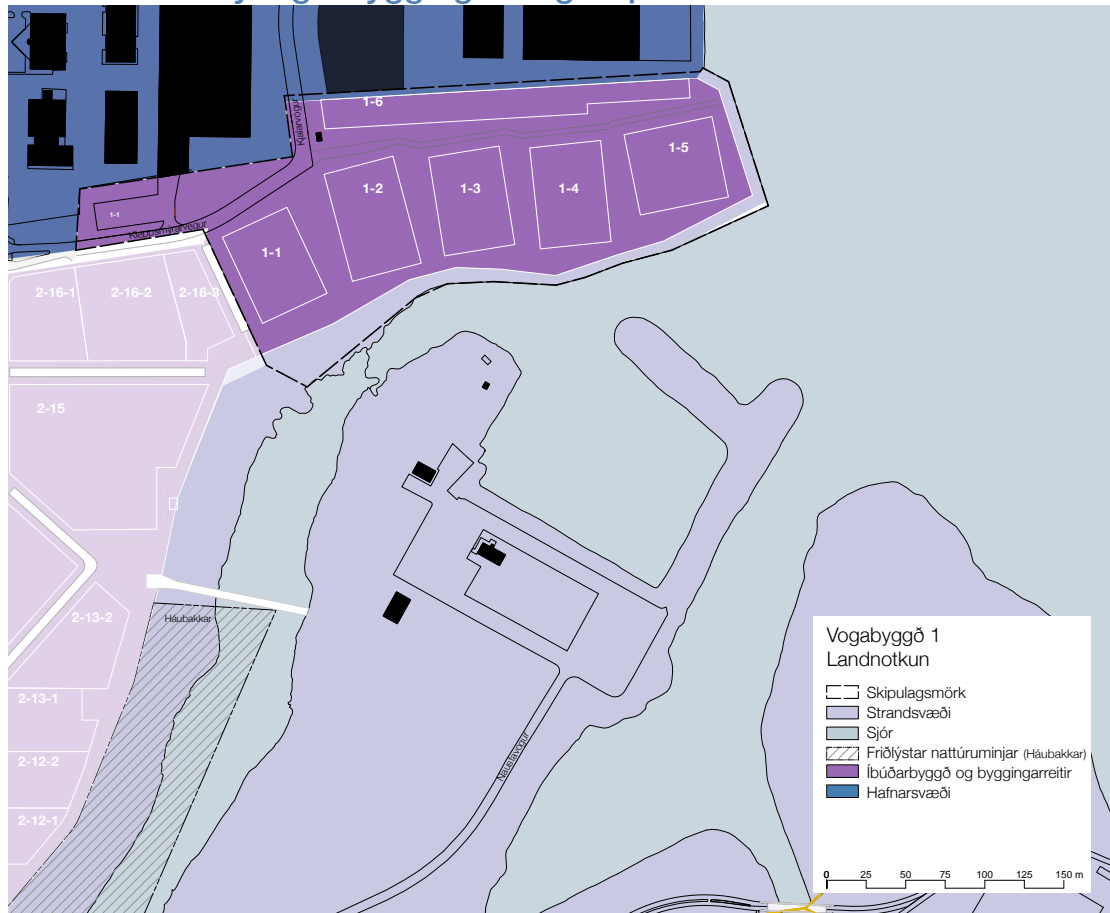 1-6
Kjalarvogur
1-5
1-2
1-3
1-4
1-1
Kleppsmýrarvegur
1-1
2-16-1
2-16-2
2-16-3
2-15
2-13-2
Háubakkar
2-13-1
2-12-2
2-12-1
Naustavogur
Vogabyggð 1
Landnotkun
Skipulagsmörk
Strandsvæði
Sjór
Friðlýstar nattúruminjar (Háubakkar)
Íbúðarbyggð og byggingarreitir
Hafnarsvæði
0 25 50 75 100 125 150 m